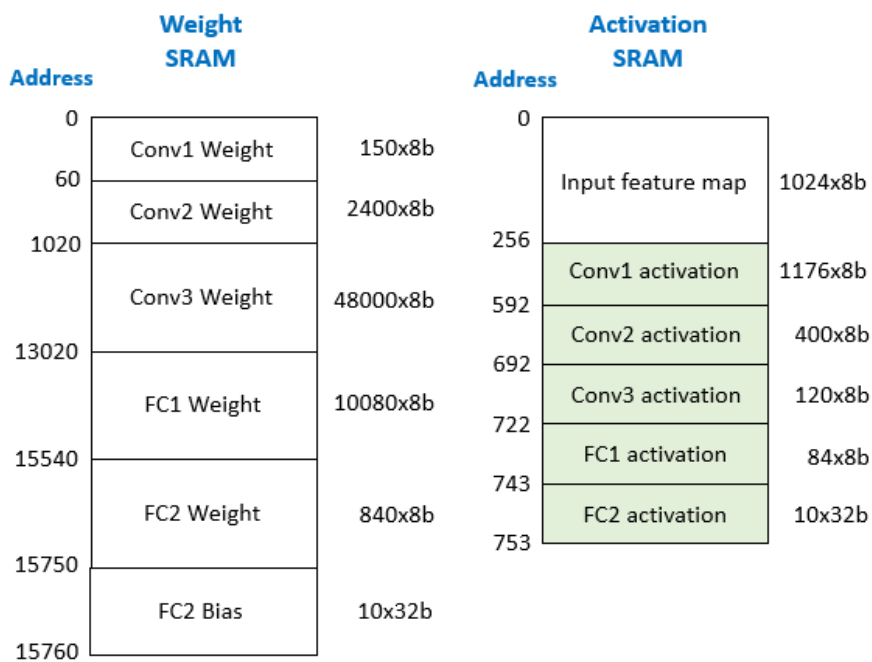 Weight
SRAM
Address
0
Conv1 Weight 150x8b
60
Conv2 Weight 2400x8b
1020
Conv3 Weight 48000x8b
13020
FC1 Weight 10080x8b
15540
FC2 Weight 840x8b
15750
FC2 Bias 10x32b
15760
Activation
SRAM
Address
0
Input feature map 1024x8b
256
Conv1 activation 1176x8b
592
Conv2 activation 400x8b
692
Conv3 activation 120x8b
722
FC1 activation 84x8b
743
FC2 activation 10x32b
753